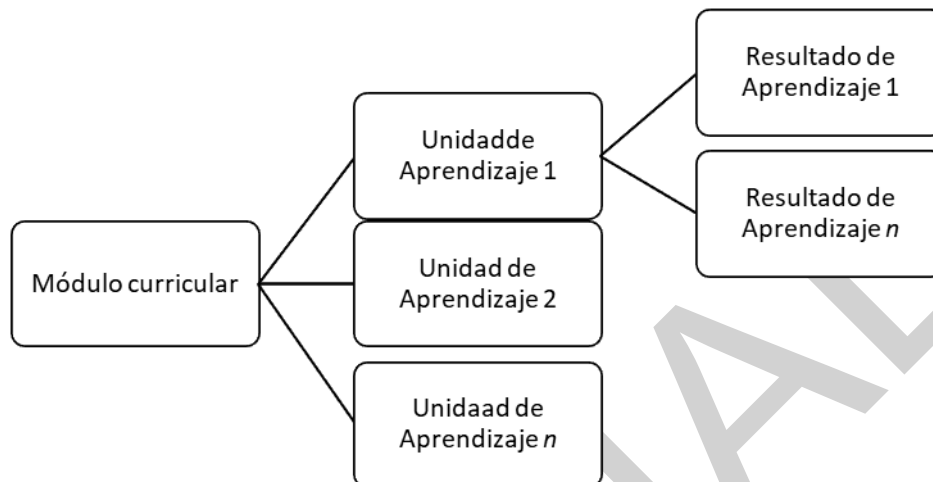 Resultado de
Aprendizaje 1
Unidadde
Aprendizaje 1
Resultado de
Aprendizaje n
Módulo curricular
Unidad de
Aprendizaje 2
Unidaad de
Aprendizaje n